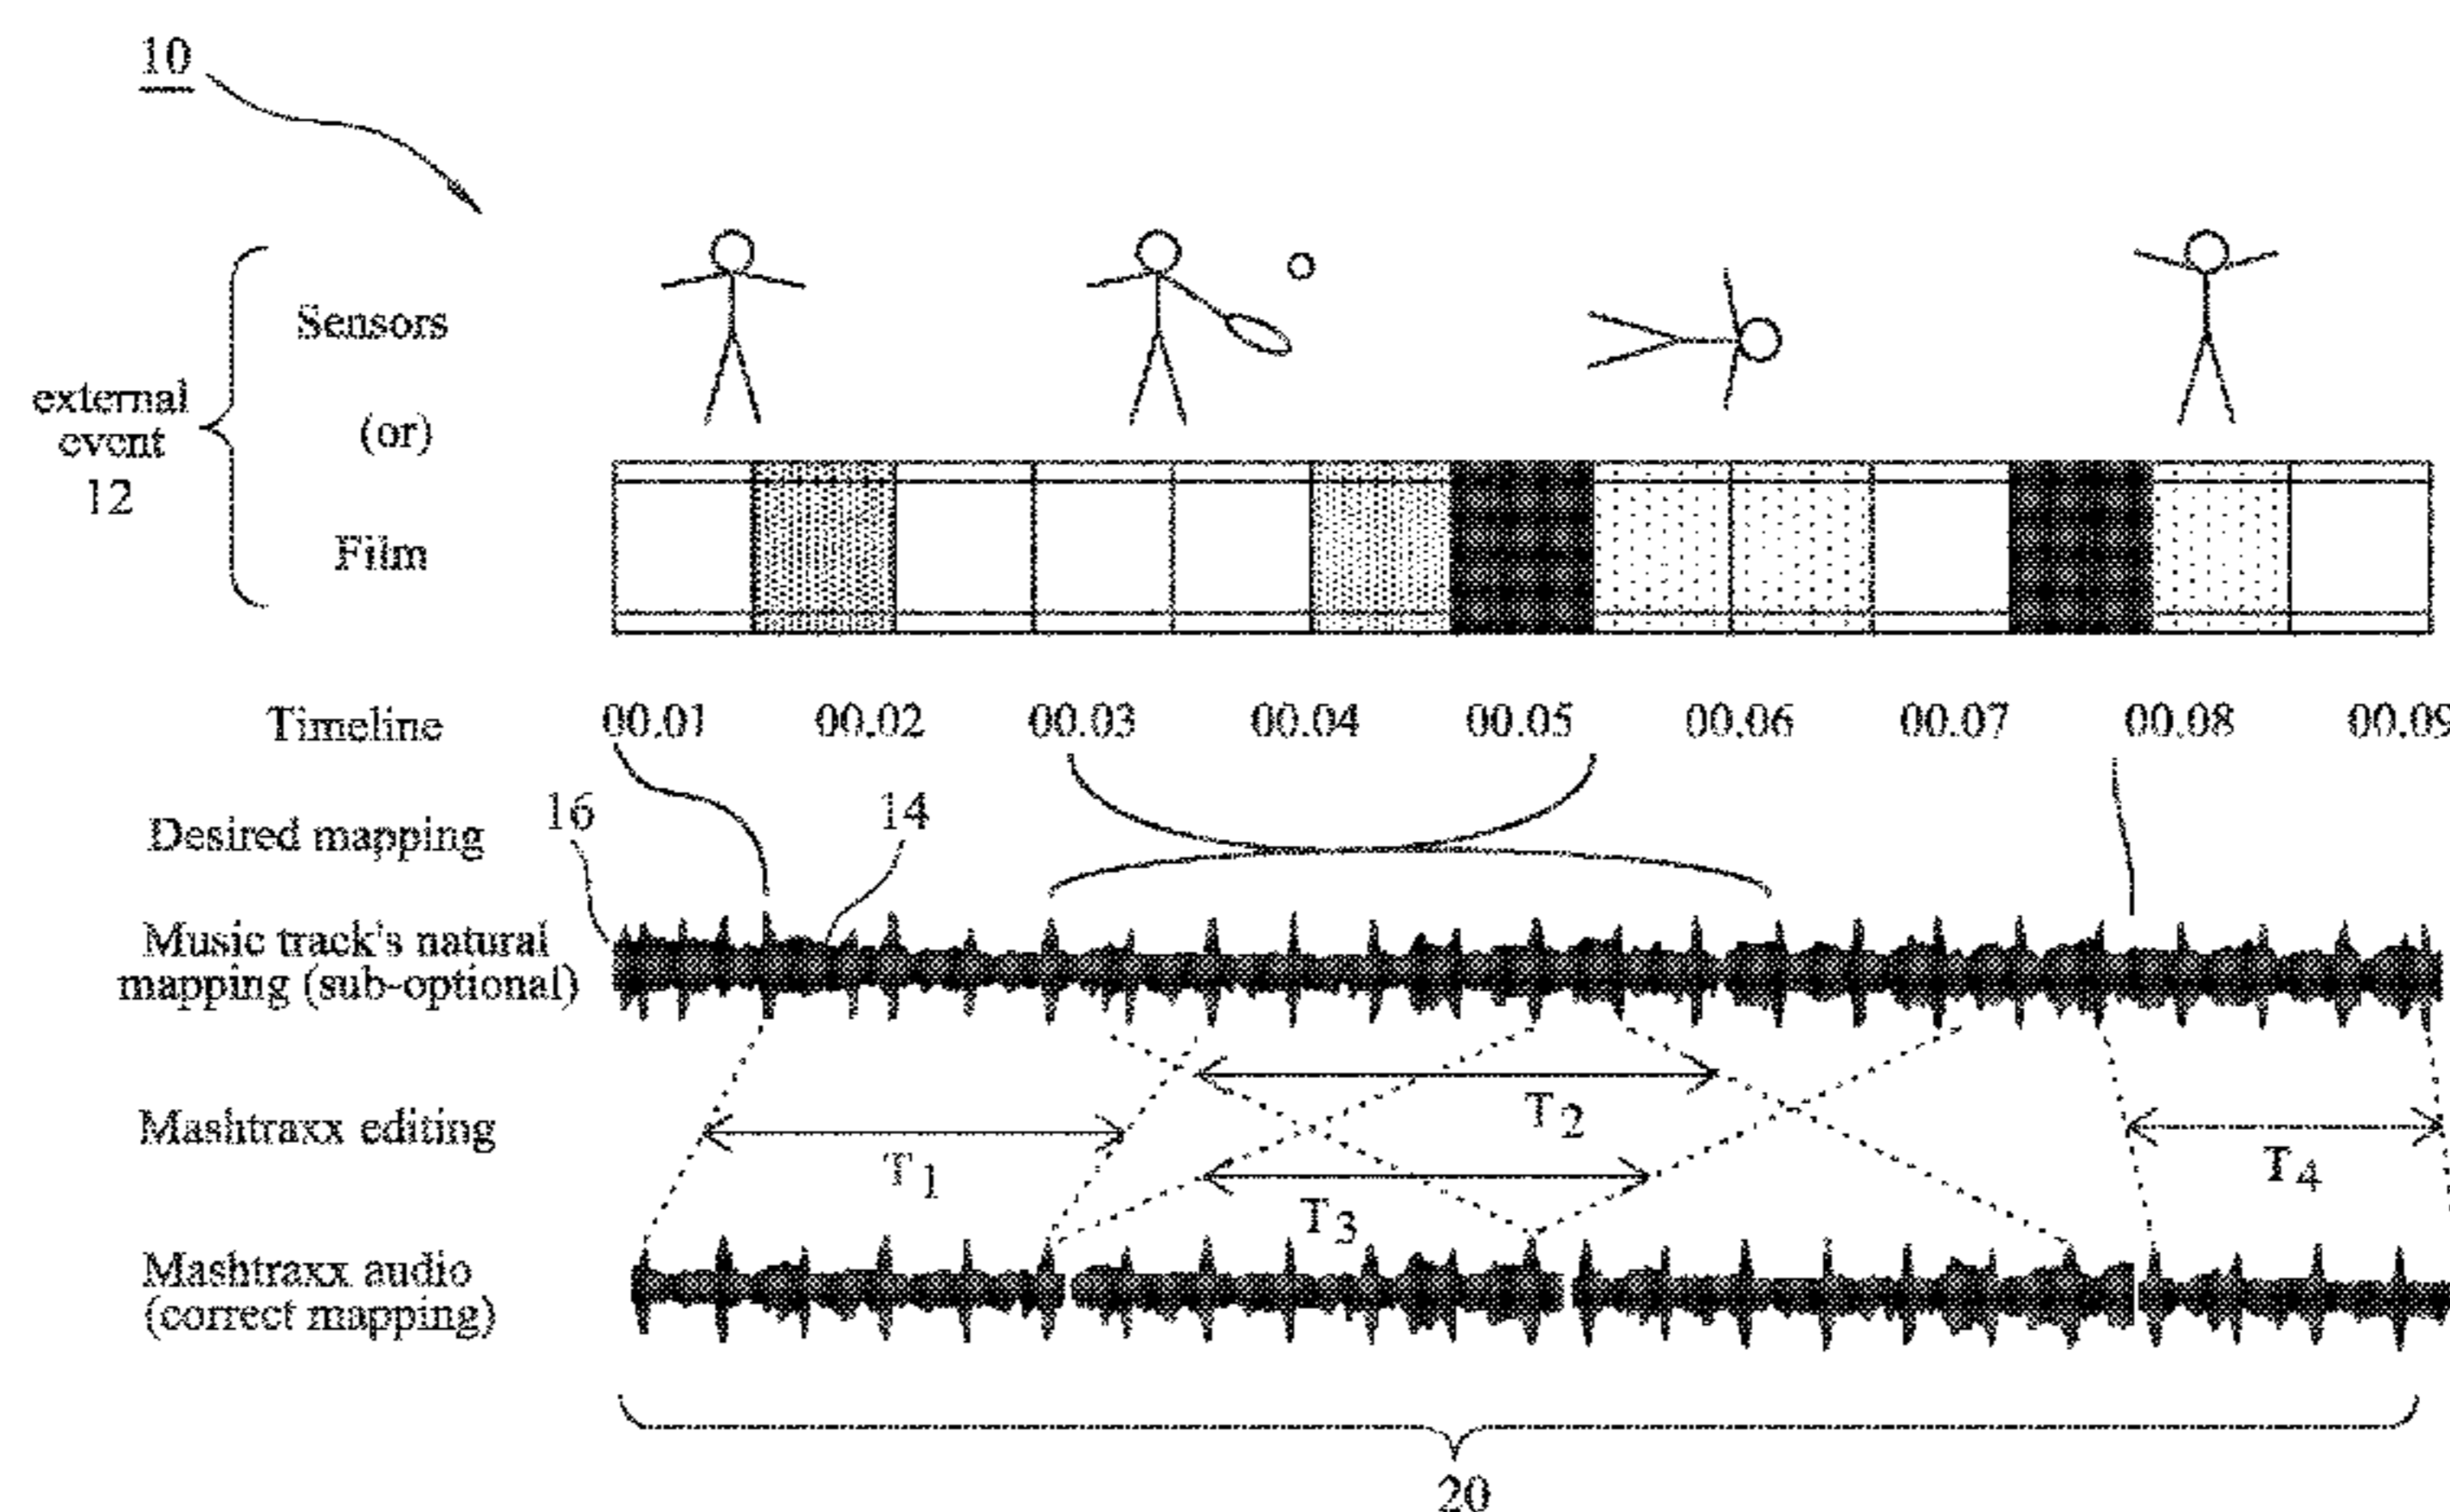 10
Sensors
external
event
12
(or)
Film
Timeline 00.01 00.02 00.03 00.04 00.05 00.06 00.07 00.08 00.09
Desired mapping 16 14
Music track's natural
mapping (sub-optional)
Mashtraxx editing T1 T2 T3 T4
Mashtraxx audio
(correct mapping)
20